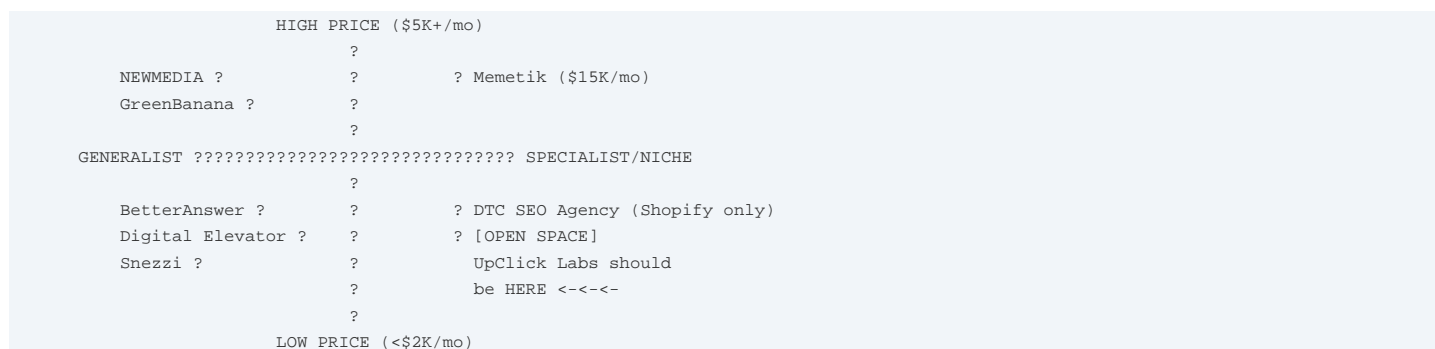 HIGH PRICE ($5K+/mo)
?
NEWMEDIA ? ? ? Memetik ($15K/mo)
GreenBanana ? ?
?
GENERALIST ??????????????????????????????? SPECIALIST/NICHE
?
BetterAnswer ? ? ? DTC SEO Agency (Shopify only)
Digital Elevator ? ? ? [OPEN SPACE]
Snezzi ? ? UpClick Labs should
? be HERE <-<-<-
?
LOW PRICE (<$2K/mo)